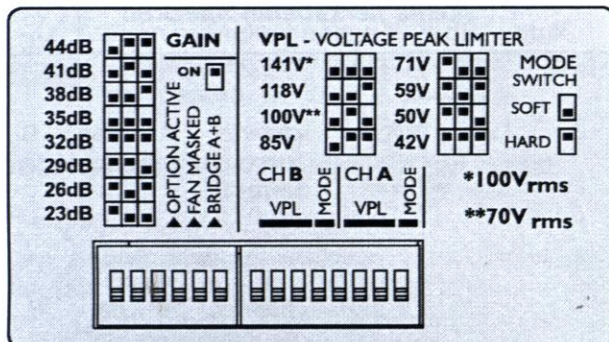 GAIN
44dB
41dB
38dB
35dB
32dB
29dB
26dB
23dB
ON
OPTION ACTIVE
FAN MASKED
BRIDGE A+B
VPL - VOLTAGE PEAK LIMITER
141V* 71V
118V 59V
100V** 50V
85V 42V
MODE
SWITCH
SOFT
HARD
CH B MODE CH A MODE
VPL VPL
*100Vrms
**70Vrms